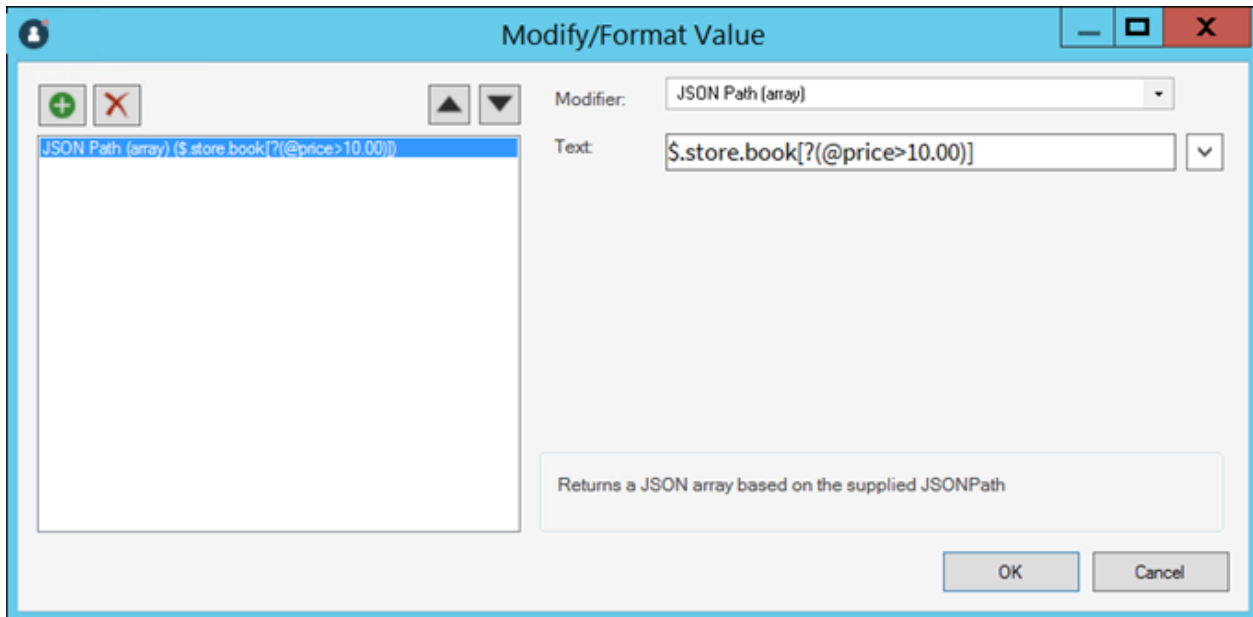 Modify/Format Value
Modifier:
JSON Path (array)
JSON Path (array) ($.store.book[?(@price>10.00)])
Text:
$.store.book[?(@price>10.00)]
Returns a JSON array based on the supplied JSONPath
OK
Cancel